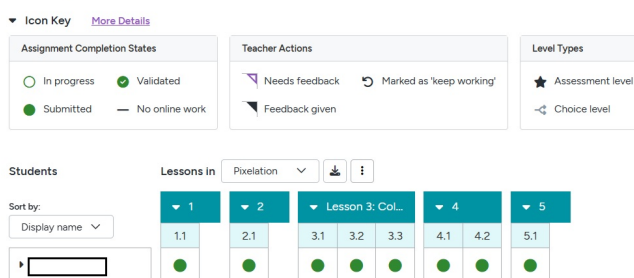 Icon Key More Details
Assignment Completion States Teacher Actions Level Types
In progress Validated Needs feedback Marked as 'keep working' Assessment level
Submitted No online work Feedback given Choice level
Students Lessons in Pixelation
Sort by: 1 2 Lesson 3: Col... 4 5
Display name 1.1 2.1 3.1 3.2 3.3 4.1 4.2 5.1